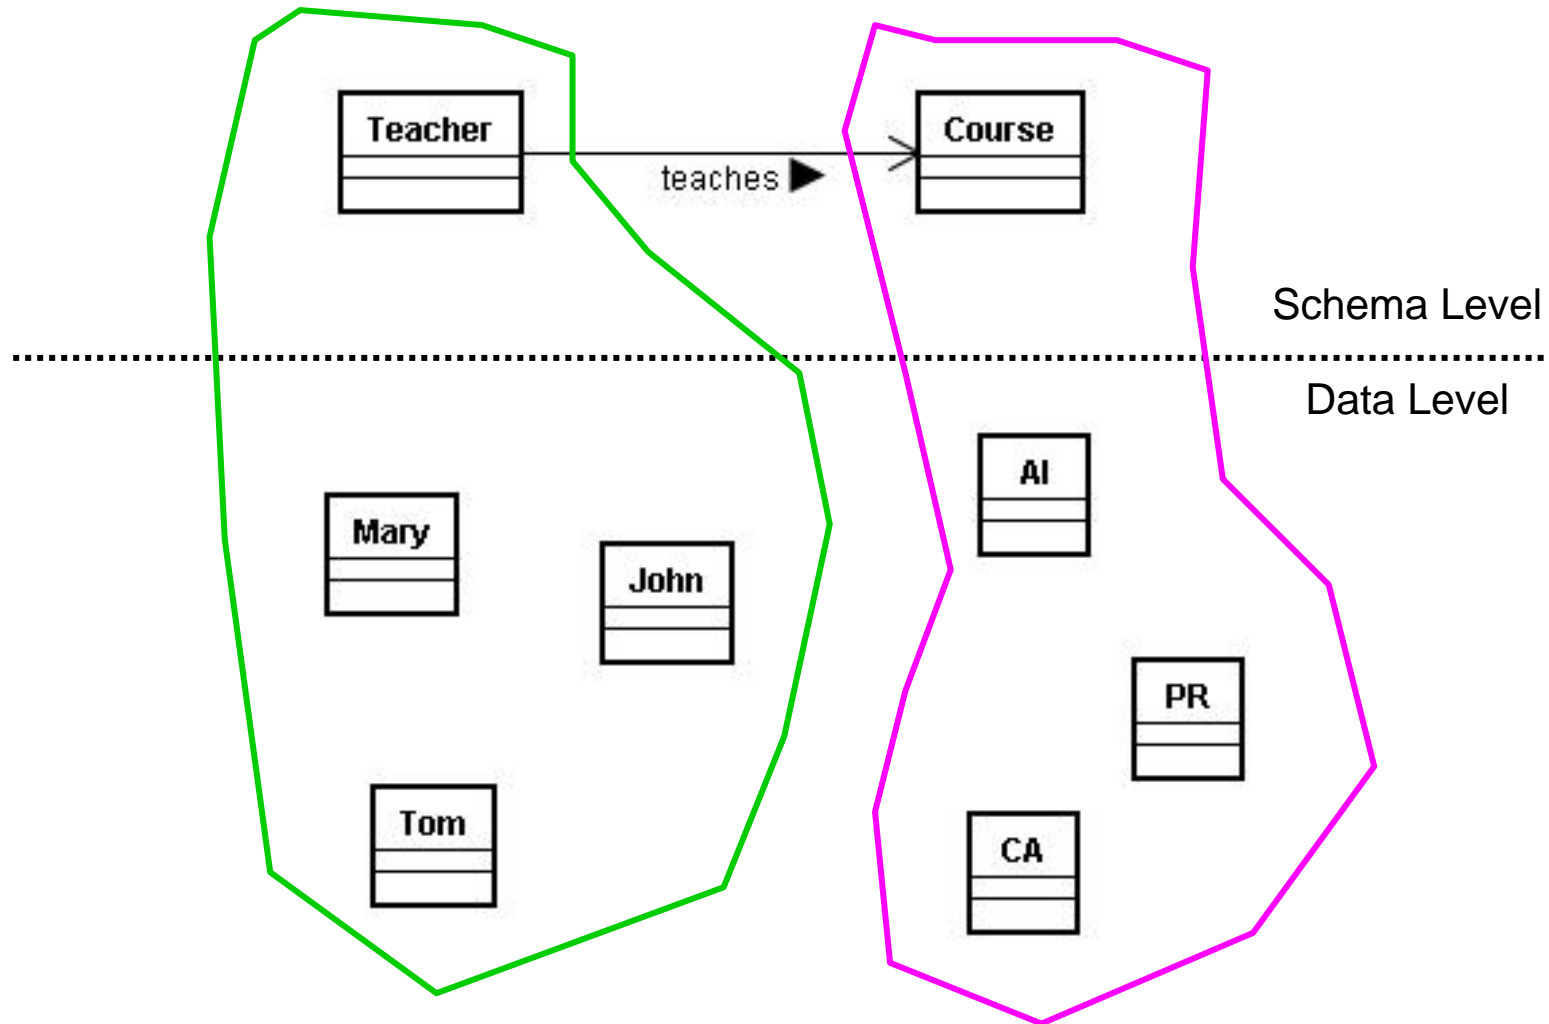 Teacher
teaches
Course
Schema Level
Data Level
AI
Mary
John
PR
Tom
CA